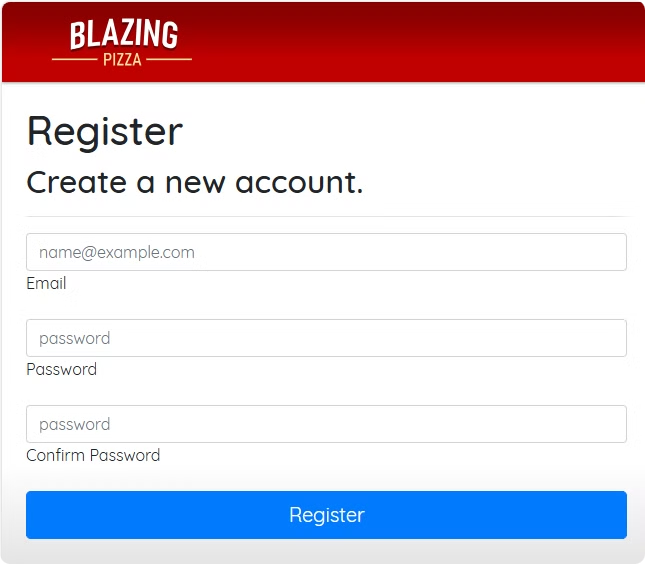 BLAZING
PIZZA
Register
Create a new account.
name@example.com
Email
password
Password
password
Confirm Password
Register